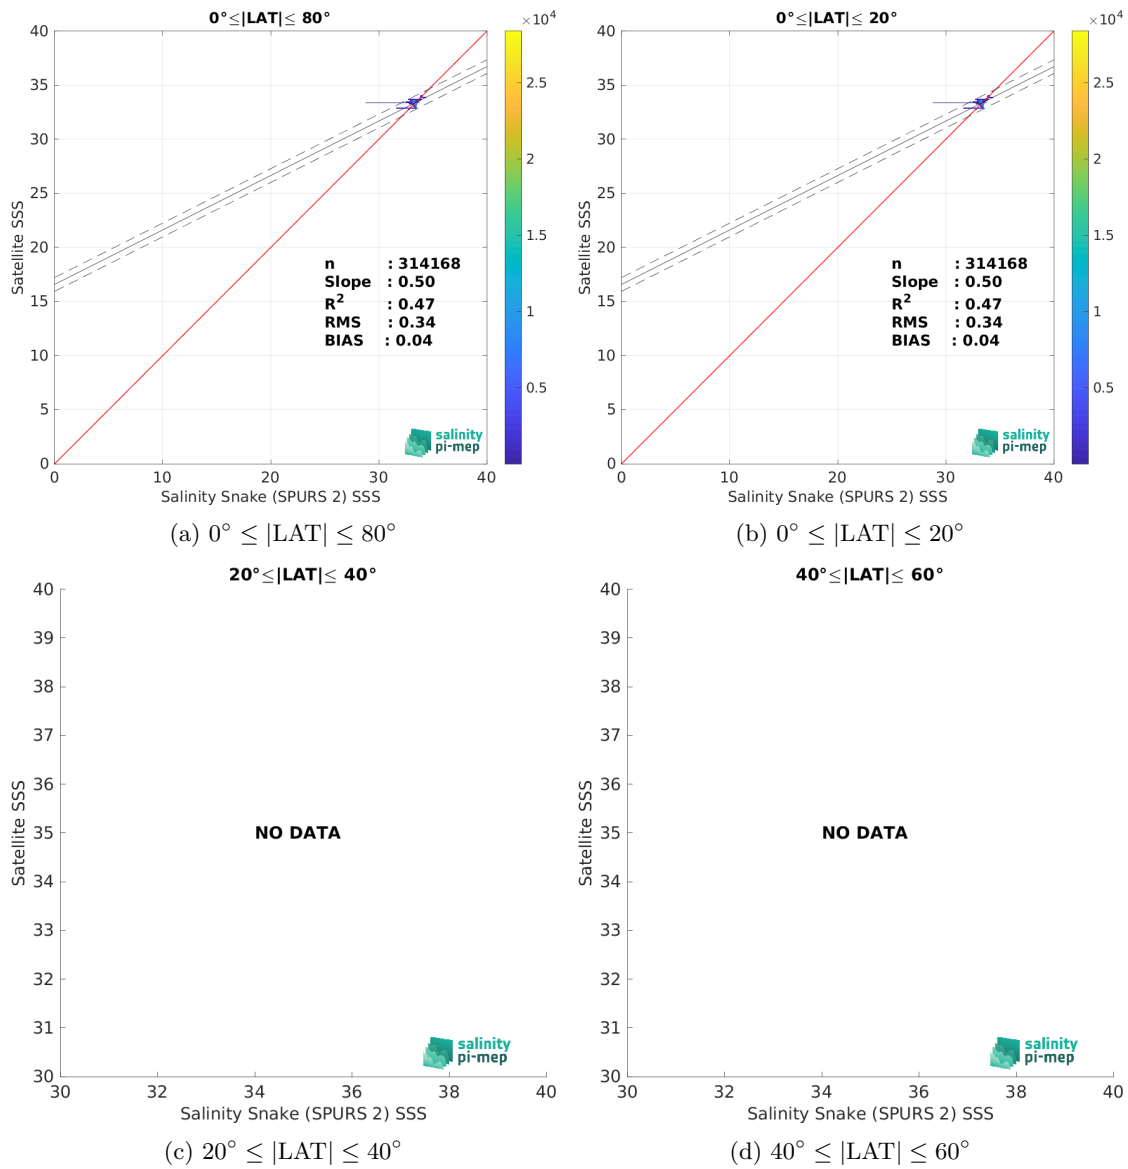 0°≤|LAT|≤ 80°
×10⁴
40
35
30
25
20
15
10
5
0
0
10
20
30
40
2.5
2
1.5
1
0.5
Satellite SSS
n : 314168
Slope : 0.50
R² : 0.47
RMS : 0.34
BIAS : 0.04
salinity
pi-mep
Salinity Snake (SPURS 2) SSS
(a) 0° ≤ |LAT| ≤ 80°
0°≤|LAT|≤ 20°
×10⁴
40
35
30
25
20
15
10
5
0
0
10
20
30
40
2.5
2
1.5
1
0.5
Satellite SSS
n : 314168
Slope : 0.50
R² : 0.47
RMS : 0.34
BIAS : 0.04
salinity
pi-mep
Salinity Snake (SPURS 2) SSS
(b) 0° ≤ |LAT| ≤ 20°
20°≤|LAT|≤ 40°
40
39
38
37
36
35
34
33
32
31
30
30
32
34
36
38
40
Satellite SSS
NO DATA
salinity
pi-mep
Salinity Snake (SPURS 2) SSS
(c) 20° ≤ |LAT| ≤ 40°
40°≤|LAT|≤ 60°
40
39
38
37
36
35
34
33
32
31
30
30
32
34
36
38
40
Satellite SSS
NO DATA
salinity
pi-mep
Salinity Snake (SPURS 2) SSS
(d) 40° ≤ |LAT| ≤ 60°